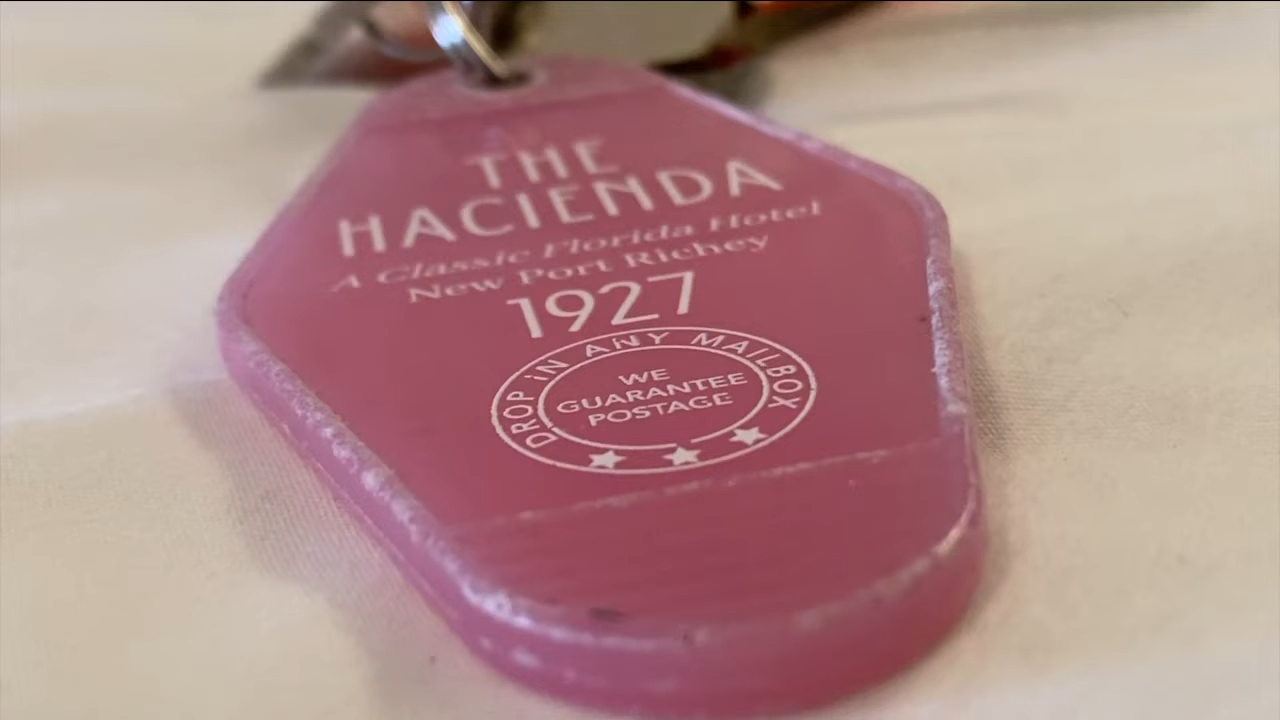 THE
HACIENDA
A Classic Florida Hotel
New Port Richey
1927
DROP IN ANY MAILBOX
WE
GUARANTEE
POSTAGE